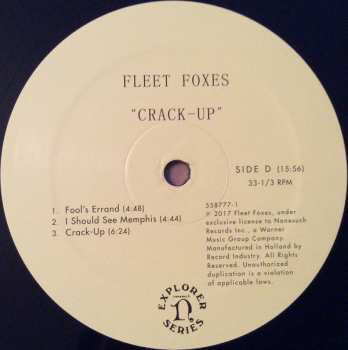 FLEET FOXES
"CRACK-UP"
SIDE D (15:56)
33-1/3 RPM
1. Fool's Errand (4:48)
2. I Should See Memphis (4:44)
3. Crack-Up (6:24)
558777-1
℗ 2017 Fleet Foxes, under
exclusive license to Nonesuch
Records Inc., a Warner
Music Group Company.
Manufactured in Holland by
Record Industry. All Rights
Reserved. Unauthorized
duplication is a violation
of applicable laws.
EXPLORER
SERIES